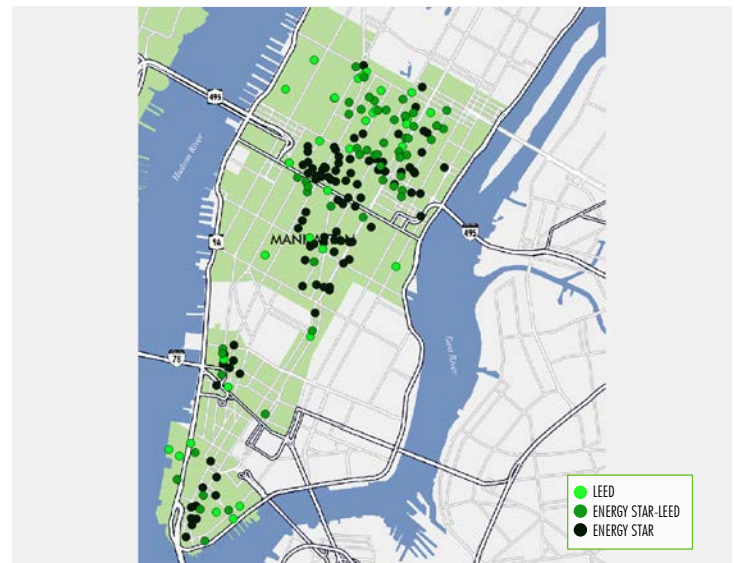 495
Hudson River
MANHATTAN
9A
495
East River
78
LEED
ENERGY STAR-LEED
ENERGY STAR